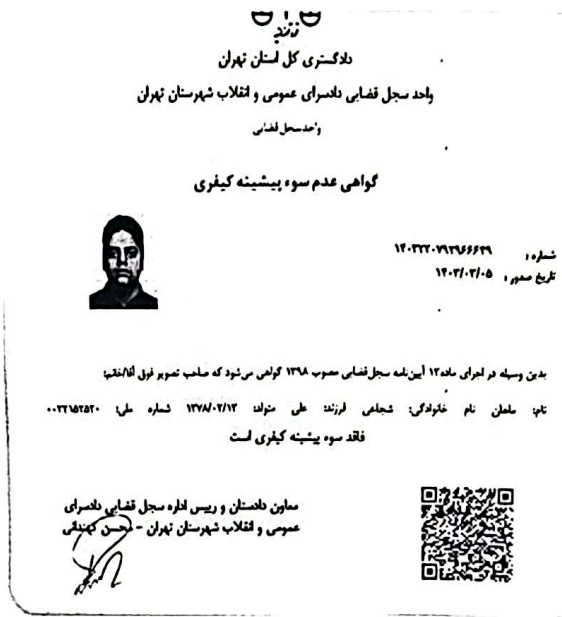 دادگستری کل استان تهران
واحد سجل قضایی دادسرای عمومی و انقلاب شهرستان تهران
واحد سجل قضایی
گواهی عدم سوء پیشینه کیفری
شماره :
تاریخ صدور : ۱۴۰۳/۰۳/۰۵
بدین وسیله در اجرای ماده ۱۲ آیین‌نامه سجل قضایی مصوب ۱۳۹۸ گواهی می‌شود که صاحب تصویر فوق آقا/خانم:
نام: ماهان نام خانوادگی: شجاعی فرزند: علی متولد: ۱۳۷۸/۰۲/۱۳ شماره ملی:
فاقد سوء پیشینه کیفری است
معاون دادستان و رییس اداره سجل قضایی دادسرای
عمومی و انقلاب شهرستان تهران - محسن